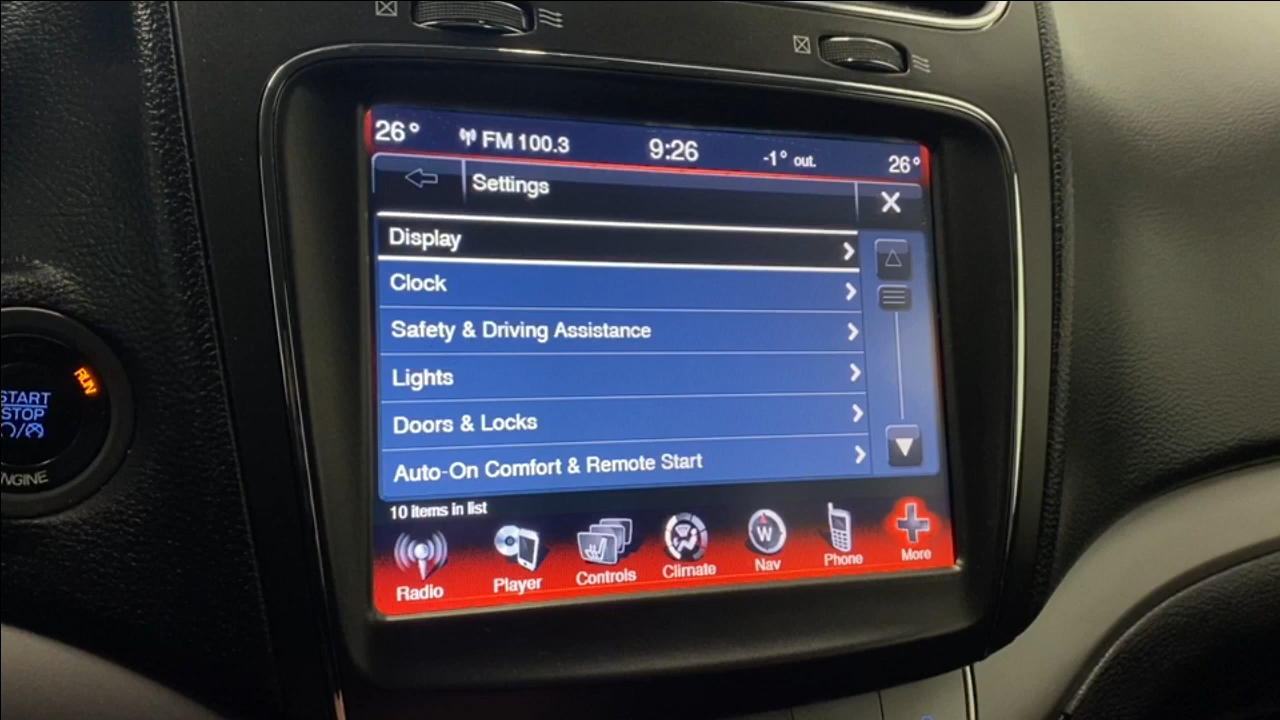 26° FM 100.3 9:26 -1° out. 26°
Settings X
Display
Clock
Safety & Driving Assistance
Lights
Doors & Locks
Auto-On Comfort & Remote Start
10 items in list
Radio Player Controls Climate W Nav Phone More
RUN
START
STOP